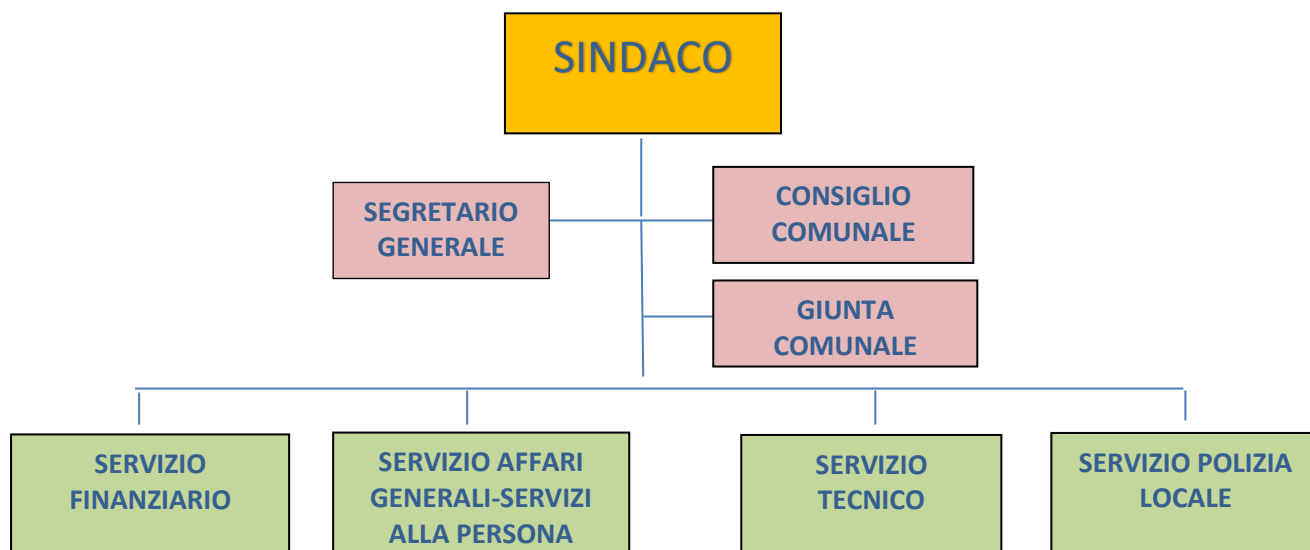 SINDACO
SEGRETARIO
GENERALE
CONSIGLIO
COMUNALE
GIUNTA
COMUNALE
SERVIZIO
FINANZIARIO
SERVIZIO AFFARI
GENERALI-SERVIZI
ALLA PERSONA
SERVIZIO
TECNICO
SERVIZIO POLIZIA
LOCALE